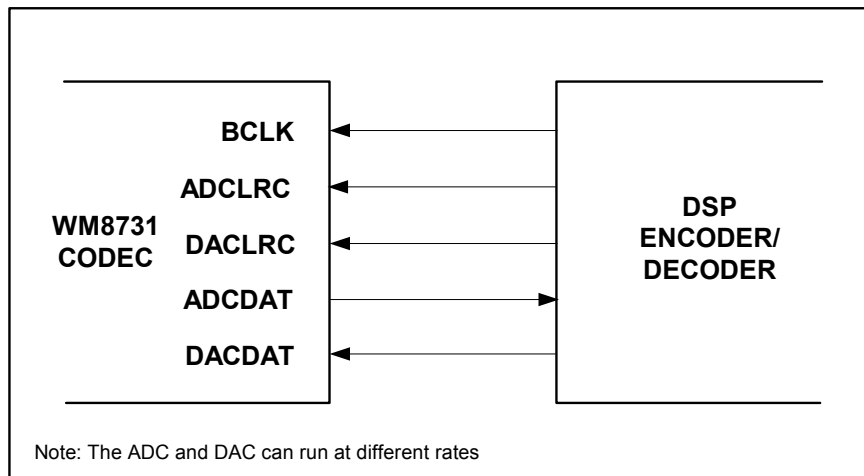 BCLK
ADCLRC
WM8731
CODEC
DACLRC
ADCDAT
DACDAT
DSP
ENCODER/
DECODER
Note: The ADC and DAC can run at different rates